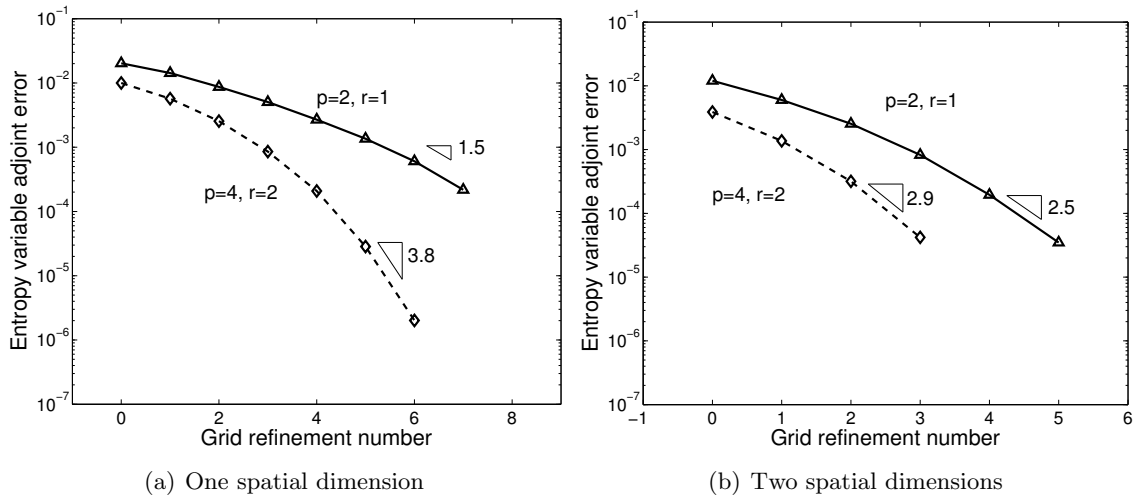 10^-1
10^-2
10^-3
10^-4
10^-5
10^-6
10^-7
Entropy variable adjoint error
p=2, r=1
1.5
p=4, r=2
3.8
0 2 4 6 8
Grid refinement number
(a) One spatial dimension
10^-1
10^-2
10^-3
10^-4
10^-5
10^-6
10^-7
Entropy variable adjoint error
p=2, r=1
p=4, r=2
2.9
2.5
−1 0 1 2 3 4 5 6
Grid refinement number
(b) Two spatial dimensions